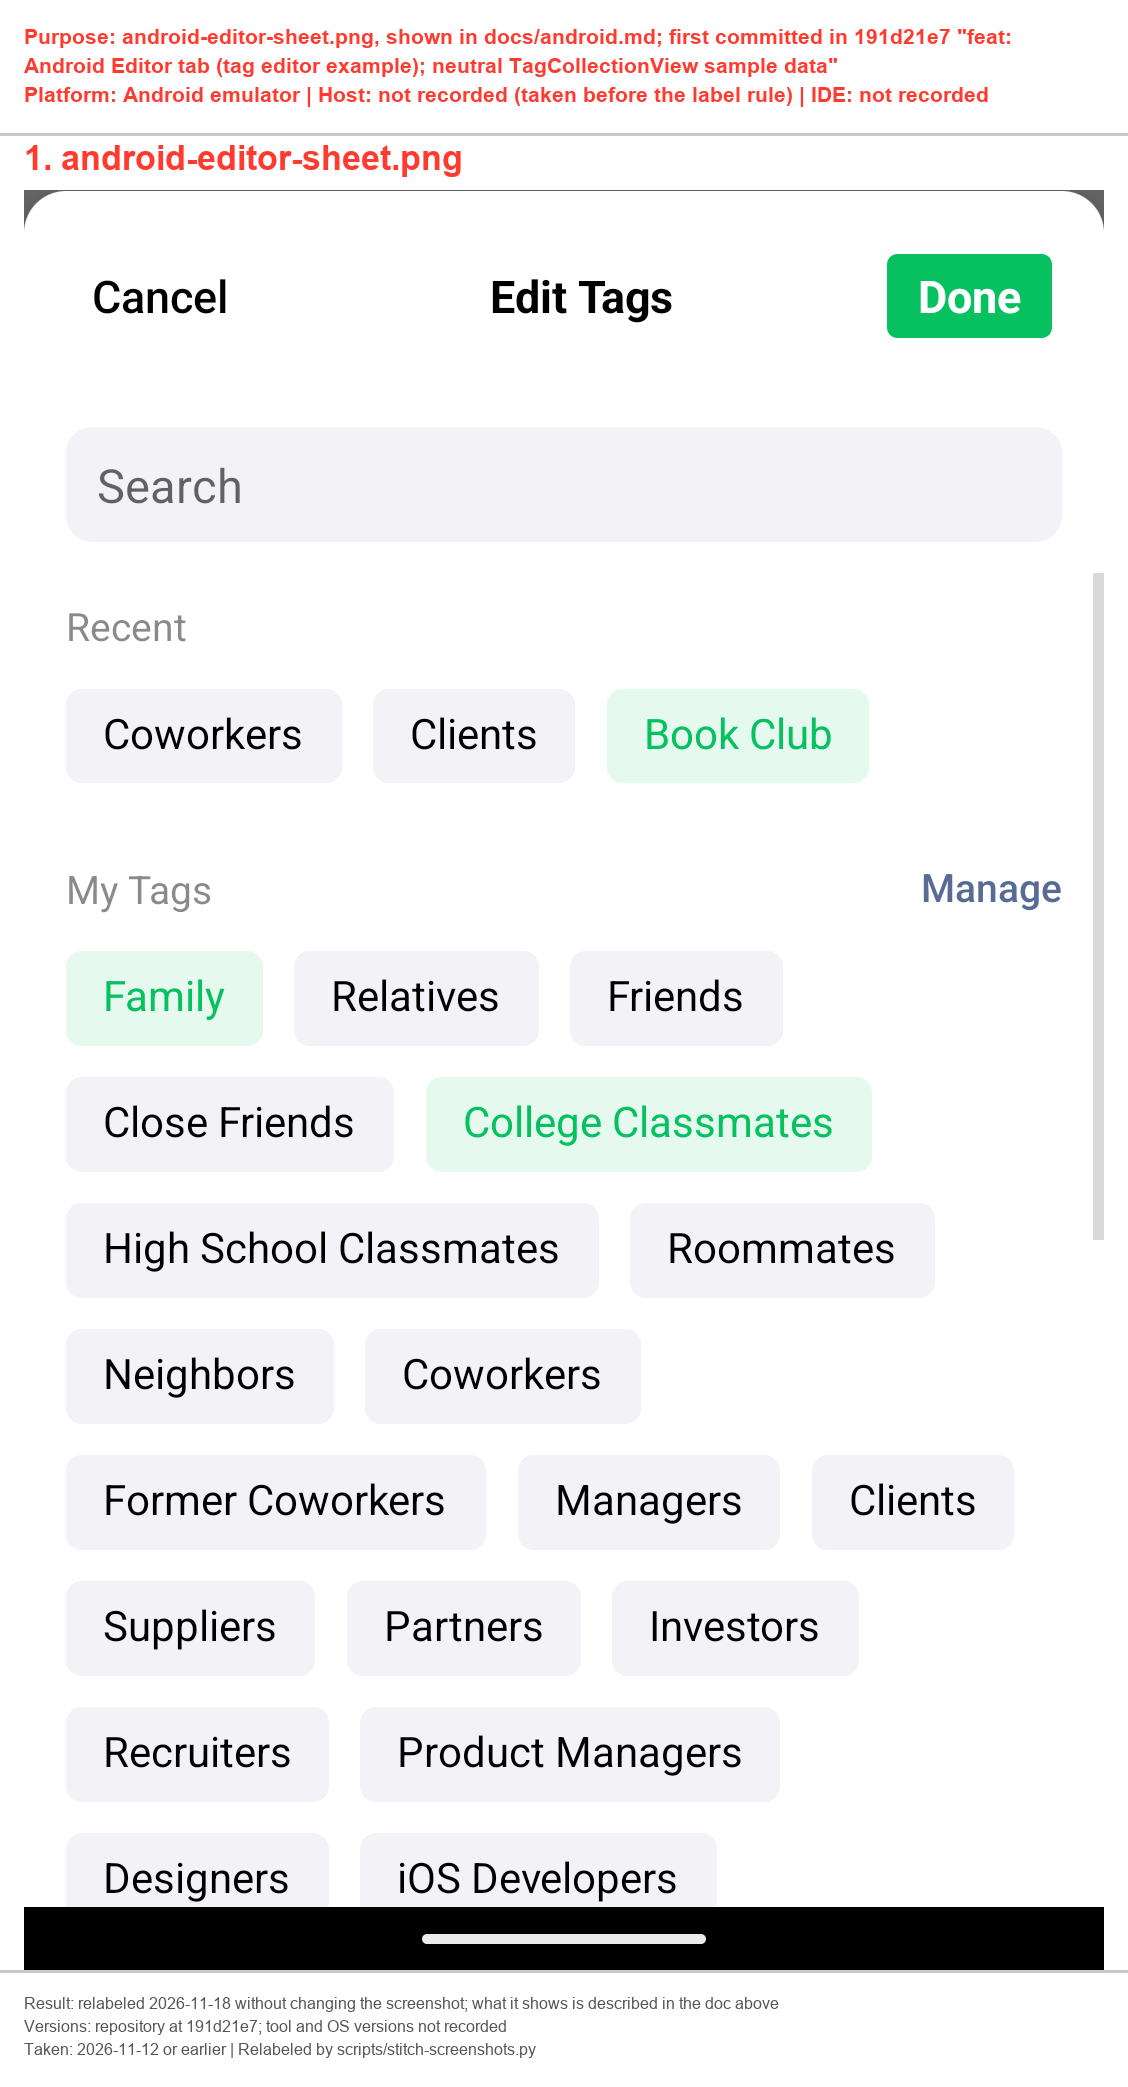 Purpose: android-editor-sheet.png, shown in docs/android.md; first committed in 191d21e7 "feat:
Android Editor tab (tag editor example); neutral TagCollectionView sample data"
Platform: Android emulator | Host: not recorded (taken before the label rule) | IDE: not recorded
1. android-editor-sheet.png
Cancel Edit Tags Done
Search
Recent
Coworkers Clients Book Club
My Tags Manage
Family Relatives Friends
Close Friends College Classmates
High School Classmates Roommates
Neighbors Coworkers
Former Coworkers Managers Clients
Suppliers Partners Investors
Recruiters Product Managers
Designers iOS Developers
Result: relabeled 2026-11-18 without changing the screenshot; what it shows is described in the doc above
Versions: repository at 191d21e7; tool and OS versions not recorded
Taken: 2026-11-12 or earlier | Relabeled by scripts/stitch-screenshots.py